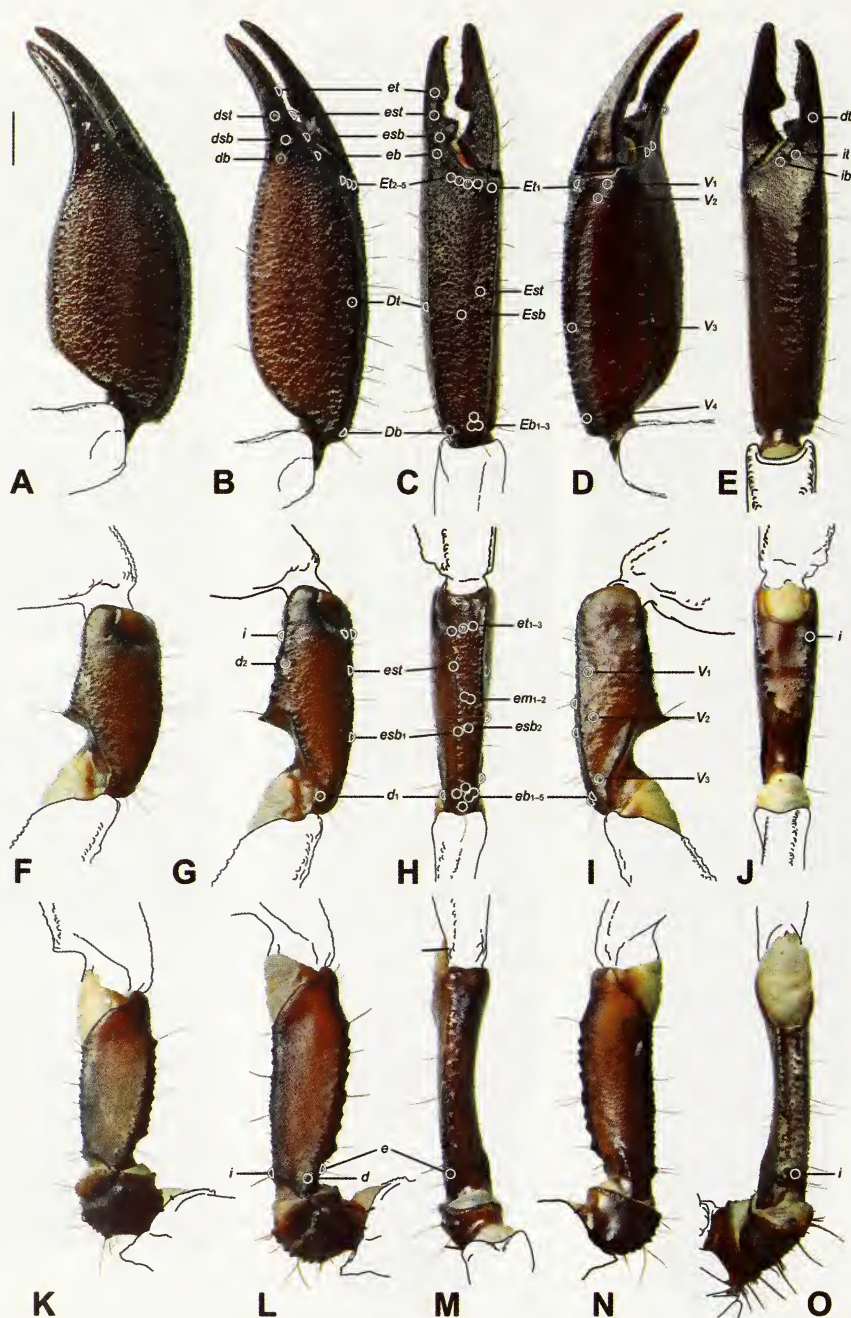 et
dst
est
dsb
esb
db
eb
Et2–5
Et1
V1
V2
db
it
ib
Dt
Est
Esb
V3
Db
Eb1–3
V4
A
B
C
D
E
i
d2
est
esb1
d1
et1–3
em1–2
esb2
eb1–5
V1
V2
V3
i
F
G
H
I
J
i
e
d
i
K
L
M
N
O